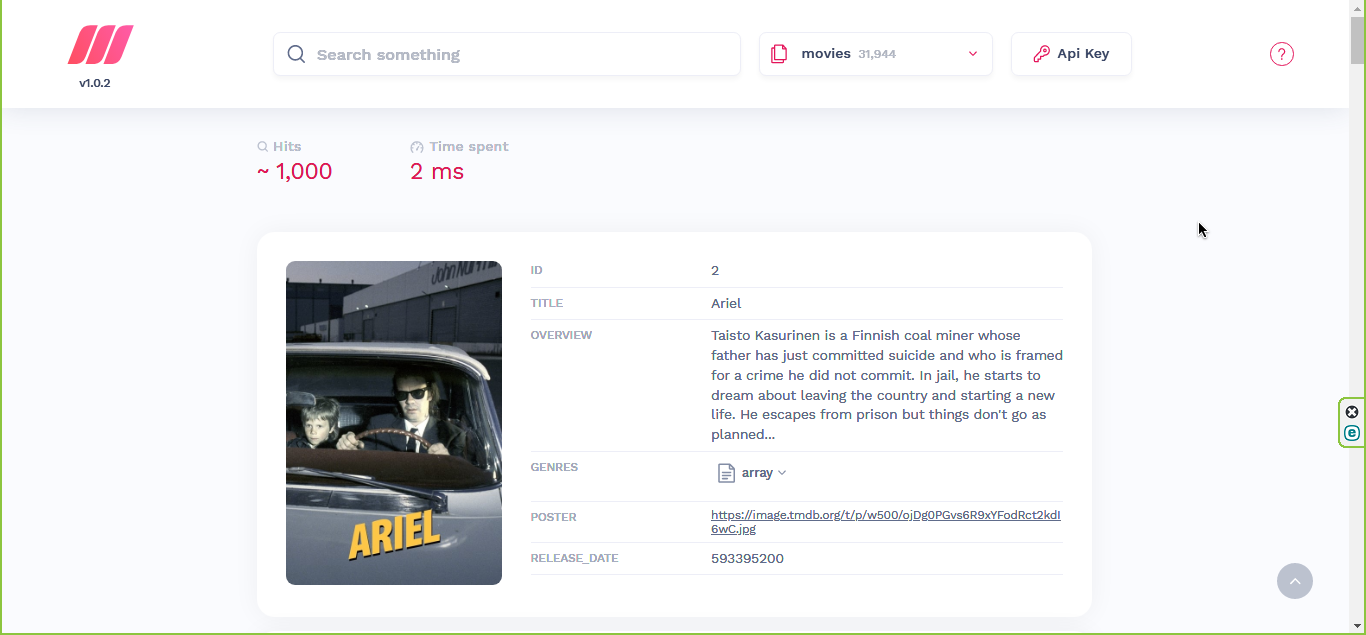 v1.0.2
Search something
movies 31,944
Api Key
?
Hits
~ 1,000
Time spent
2 ms
ID 2
TITLE Ariel
OVERVIEW Taisto Kasurinen is a Finnish coal miner whose
father has just committed suicide and who is framed
for a crime he did not commit. In jail, he starts to
dream about leaving the country and starting a new
life. He escapes from prison but things don't go as
planned...
GENRES array
POSTER https://image.tmdb.org/t/p/w500/ojDg0PGvs6R9xYFodRct2kdI
6wC.jpg
RELEASE_DATE 593395200
ARIEL